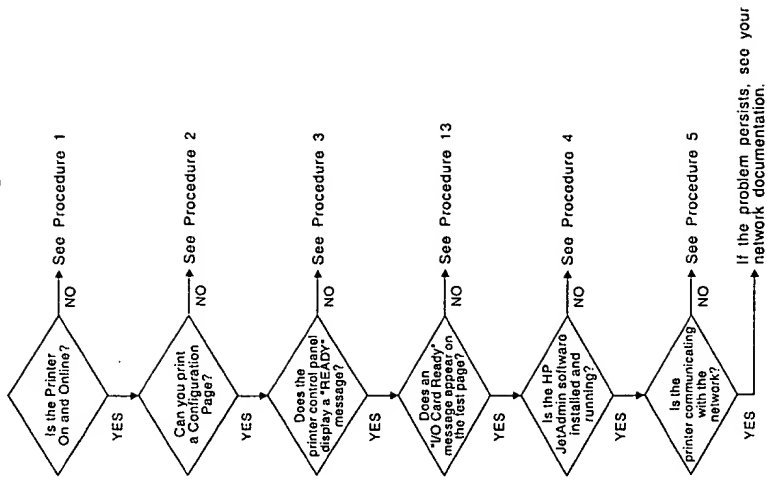 Is the Printer
On and Online?
NO
See Procedure 1
YES
Can you print
a Configuration
Page?
NO
See Procedure 2
YES
Does the
printer control panel
display a "READY"
message?
NO
See Procedure 3
YES
Does an
"I/O Card Ready"
message appear on
the test page?
NO
See Procedure 13
YES
Is the HP
JetAdmin software
installed and
running?
NO
See Procedure 4
YES
Is the
printer communicating
with the
network?
NO
See Procedure 5
YES
If the problem persists, see your
network documentation.